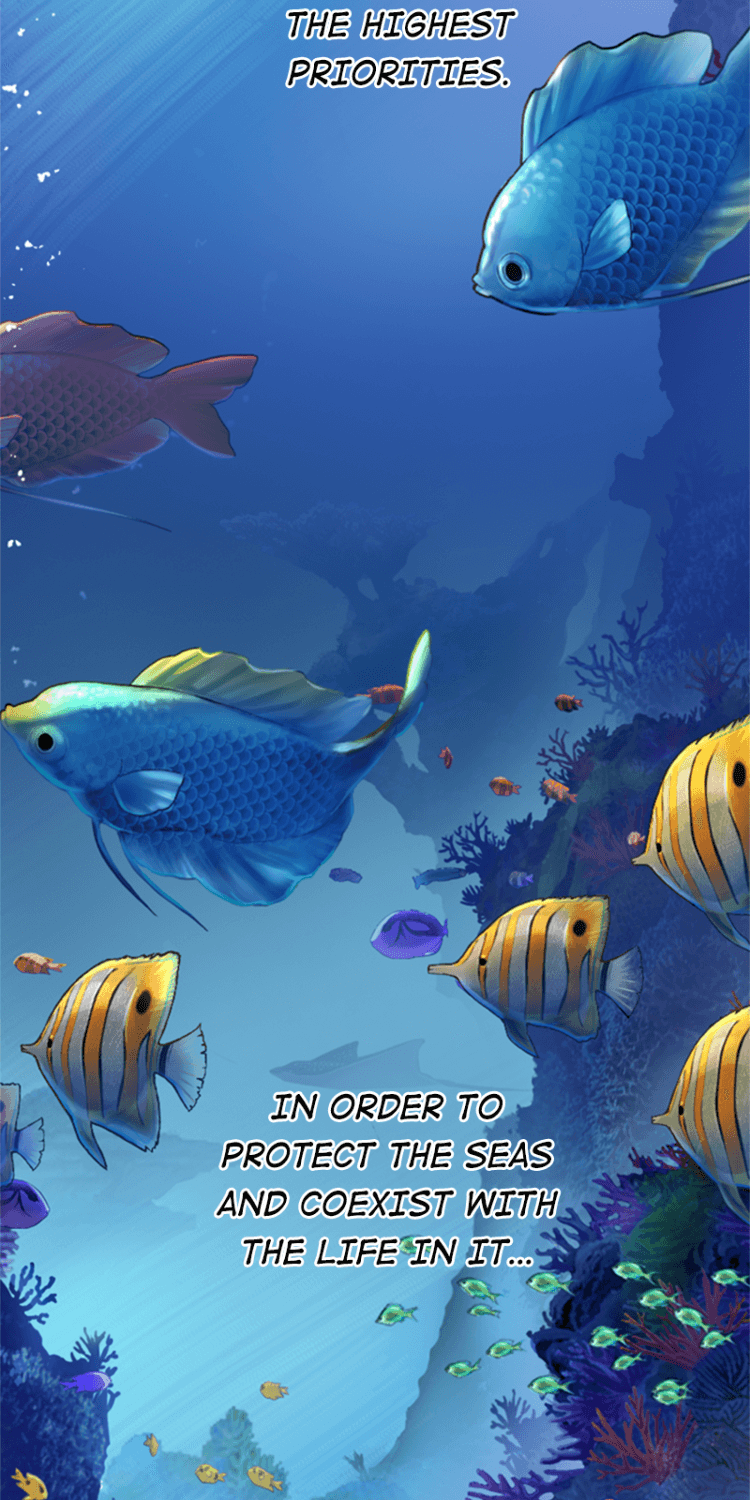 THE HIGHEST
PRIORITIES.
IN ORDER TO
PROTECT THE SEAS
AND COEXIST WITH
THE LIFE IN IT...